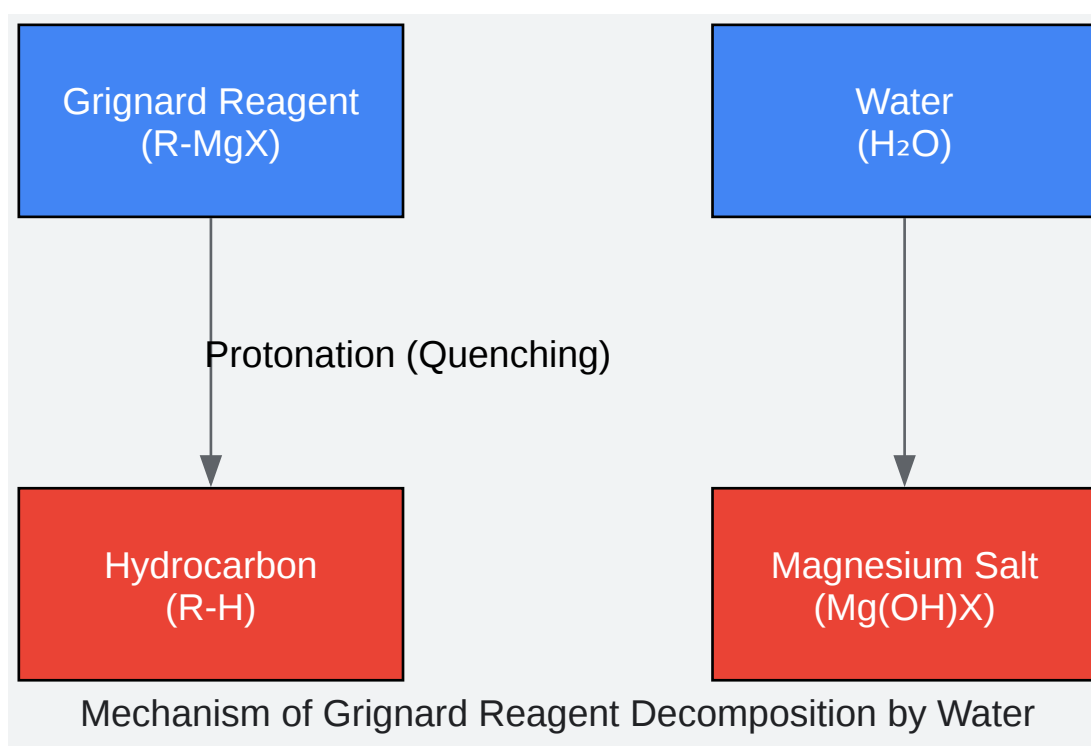 Grignard Reagent
(R-MgX)
Water
(H₂O)
Protonation (Quenching)
Hydrocarbon
(R-H)
Magnesium Salt
(Mg(OH)X)
Mechanism of Grignard Reagent Decomposition by Water